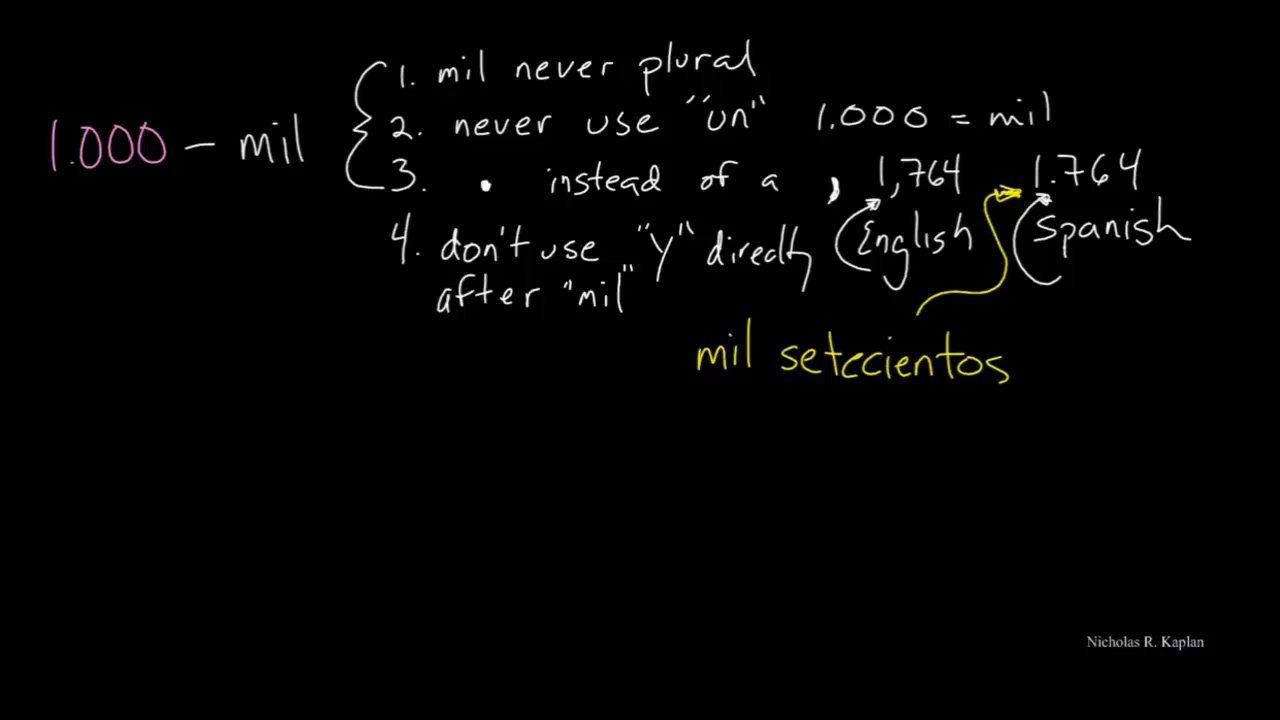 1.000 - mil
1. mil never plural
2. never use "un" 1.000 = mil
3. . instead of a , 1,764 1.764
English Spanish
4. don't use "y" directly
after "mil"
mil setecientos
Nicholas R. Kaplan